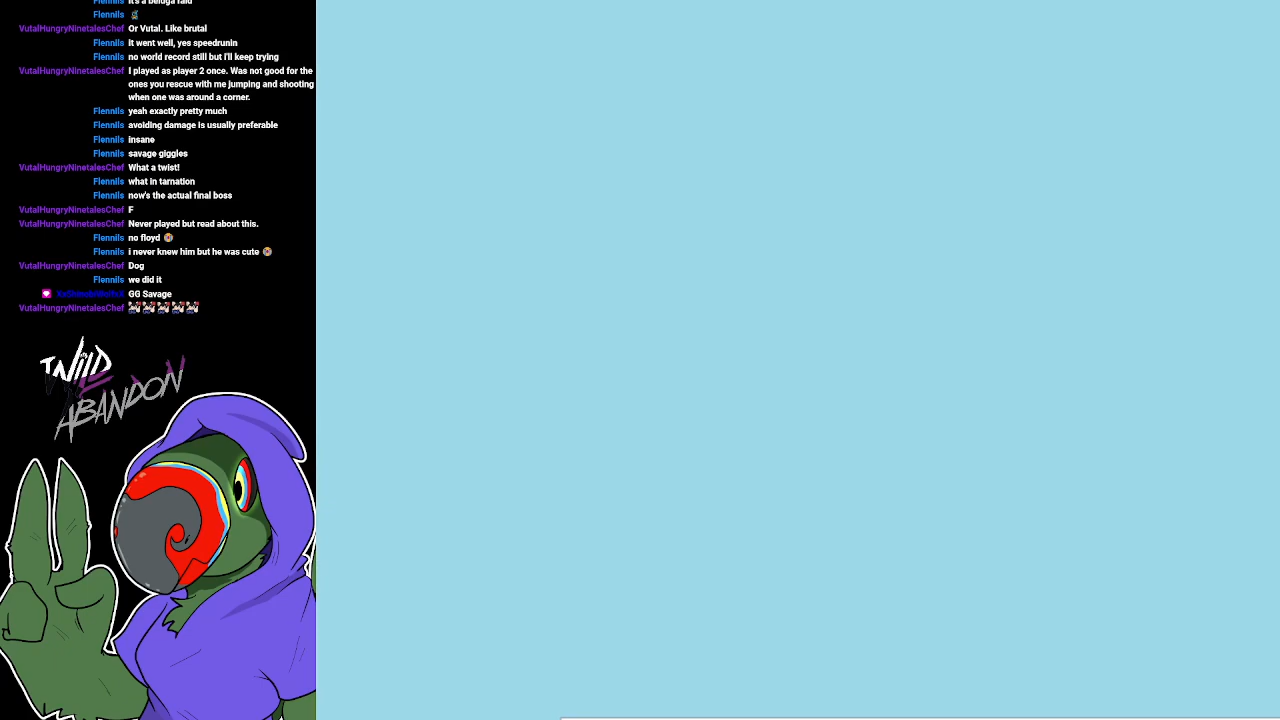 it's a beluga raid
Flennils
VutalHungryNinetalesChef Or Vutal. Like brutal
Flennils it went well, yes speedrunin
Flennils no world record still but i'll keep trying
VutalHungryNinetalesChef I played as player 2 once. Was not good for the
ones you rescue with me jumping and shooting
when one was around a corner.
Flennils yeah exactly pretty much
Flennils avoiding damage is usually preferable
Flennils insane
Flennils savage giggles
VutalHungryNinetalesChef What a twist!
Flennils what in tarnation
Flennils now's the actual final boss
VutalHungryNinetalesChef F
VutalHungryNinetalesChef Never played but read about this.
Flennils no floyd
Flennils i never knew him but he was cute
VutalHungryNinetalesChef Dog
Flennils we did it
GG Savage
VutalHungryNinetalesChef
WILD
ABANDON